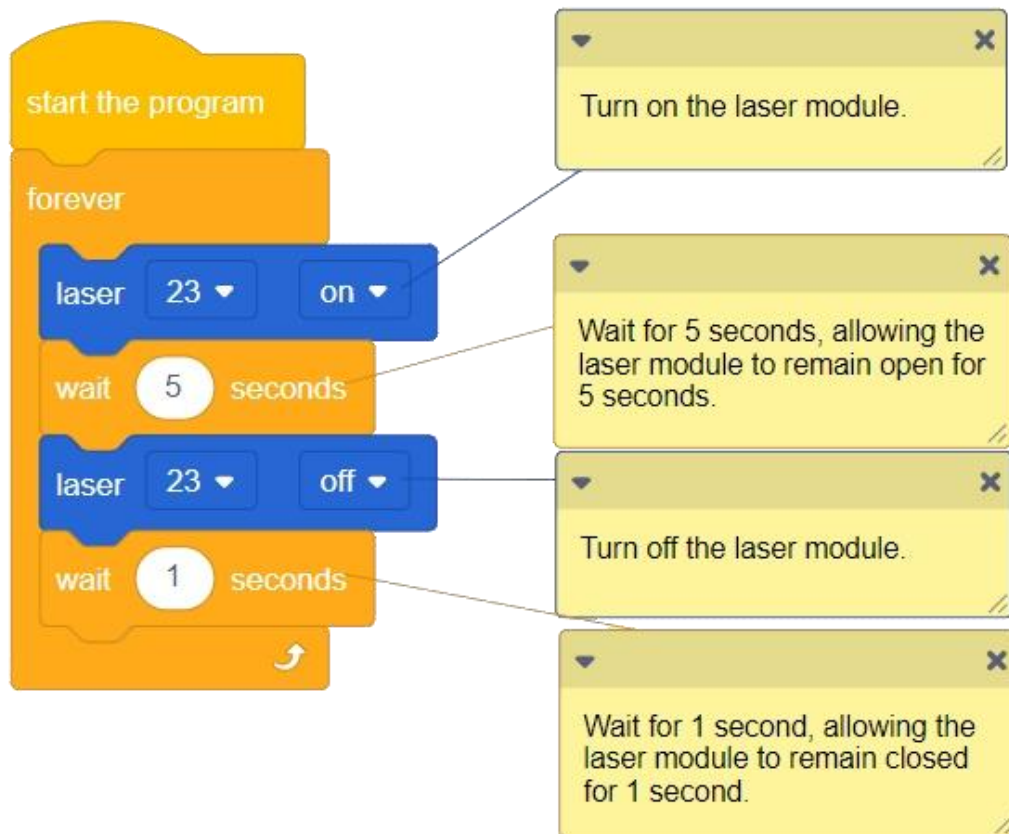 start the program
forever
laser 23 on
wait 5 seconds
laser 23 off
wait 1 seconds
Turn on the laser module.
Wait for 5 seconds, allowing the
laser module to remain open for
5 seconds.
Turn off the laser module.
Wait for 1 second, allowing the
laser module to remain closed
for 1 second.